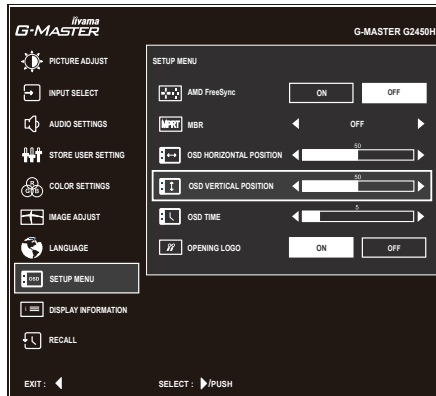 iiyama
G-MASTER
G-MASTER G2450H
PICTURE ADJUST
INPUT SELECT
AUDIO SETTINGS
STORE USER SETTING
R
G B
COLOR SETTINGS
IMAGE ADJUST
LANGUAGE
OSD
SETUP MENU
i
DISPLAY INFORMATION
RECALL
SETUP MENU
AMD FreeSync
ON
OFF
MPRT
MBR
OFF
OSD HORIZONTAL POSITION
50
OSD VERTICAL POSITION
50
OSD TIME
5
OPENING LOGO
ON
OFF
EXIT :
SELECT : /PUSH